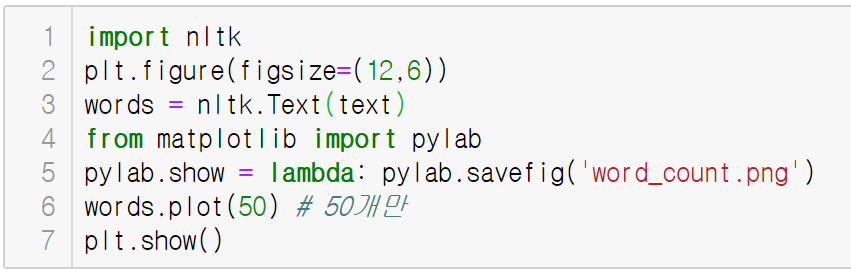 1 import nltk
2 plt.figure(figsize=(12,6))
3 words = nltk.Text(text)
4 from matplotlib import pylab
5 pylab.show = lambda: pylab.savefig('word_count.png')
6 words.plot(50) # 50개만
7 plt.show()